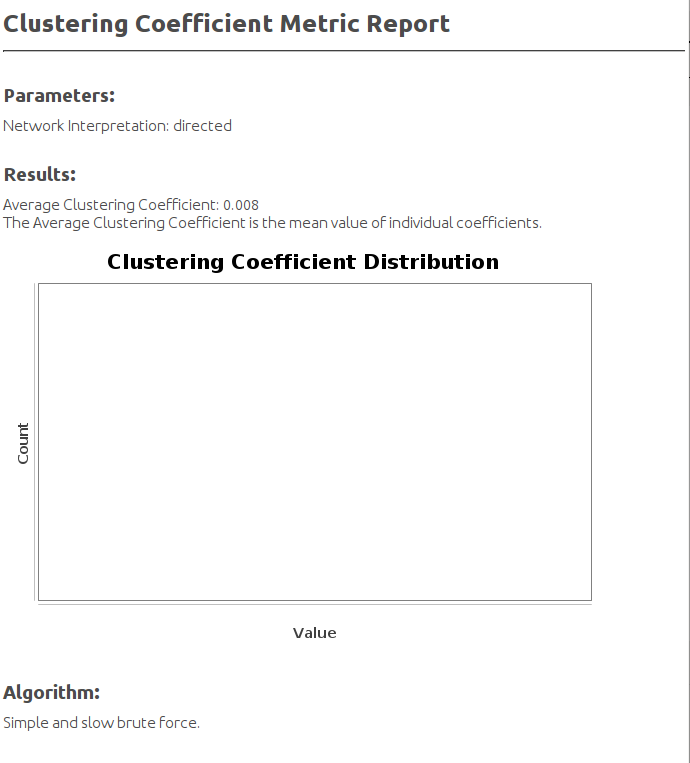 Clustering Coefficient Metric Report
Parameters:
Network Interpretation: directed
Results:
Average Clustering Coefficient: 0.008
The Average Clustering Coefficient is the mean value of individual coefficients.
Clustering Coefficient Distribution
Count
Value
Algorithm:
Simple and slow brute force.